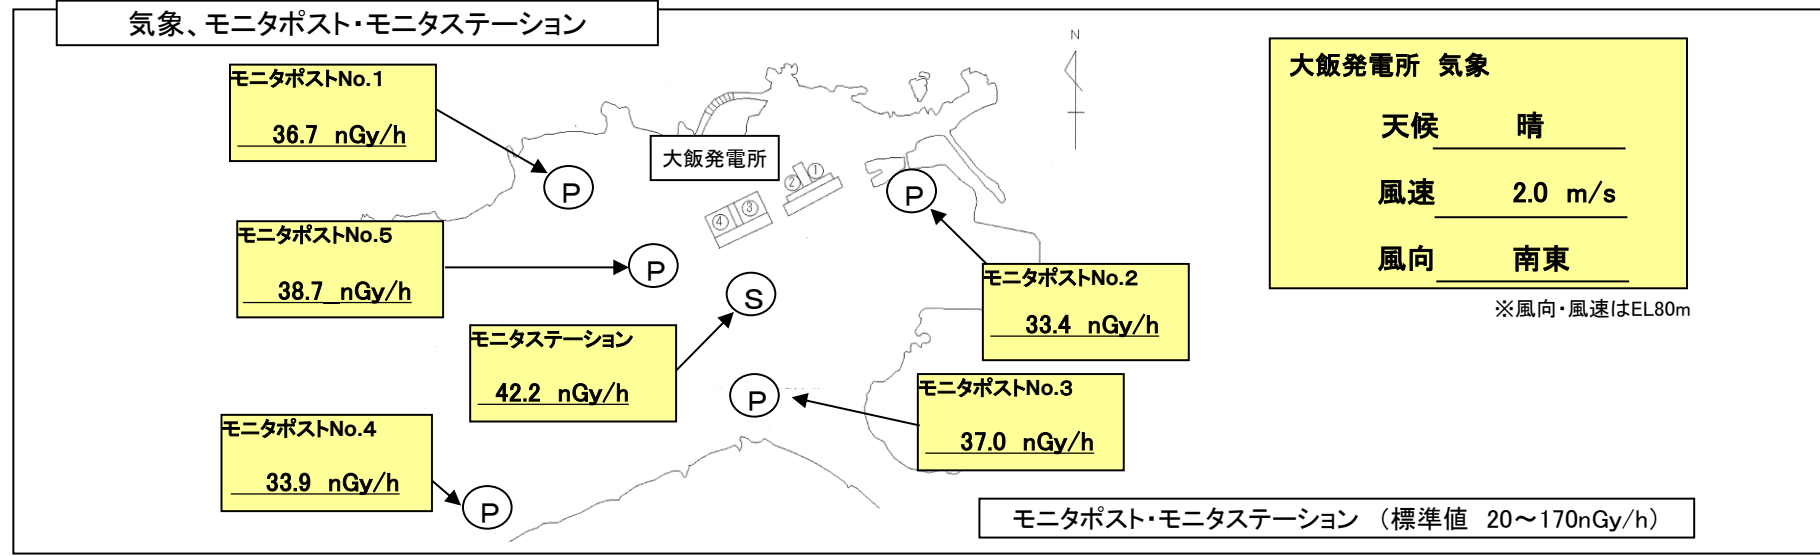 気象、モニタポスト・モニタステーション
モニタポストNo.1
36.7 nGy/h
N
大飯発電所 気象
天候 晴
風速 2.0 m/s
風向 南東
※風向・風速はEL80m
大飯発電所
P
P
① 
②
③
④
モニタポストNo.5
38.7 nGy/h
P
S
モニタポストNo.2
33.4 nGy/h
モニタステーション
42.2 nGy/h
モニタポストNo.3
37.0 nGy/h
P
モニタポストNo.4
33.9 nGy/h
P
モニタポスト・モニタステーション (標準値 20～170nGy/h)